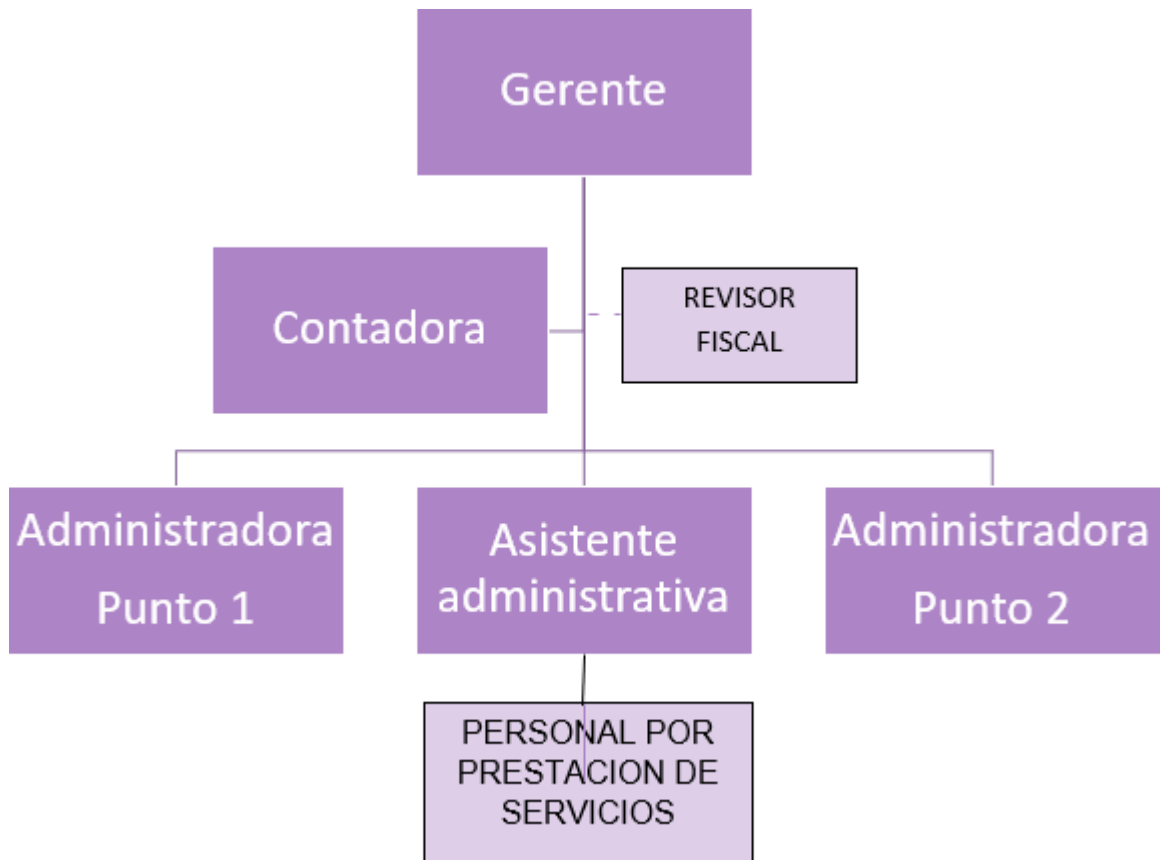 Gerente
Contadora
REVISOR
FISCAL
Administradora
Punto 1
Asistente
administrativa
Administradora
Punto 2
PERSONAL POR
PRESTACION DE
SERVICIOS